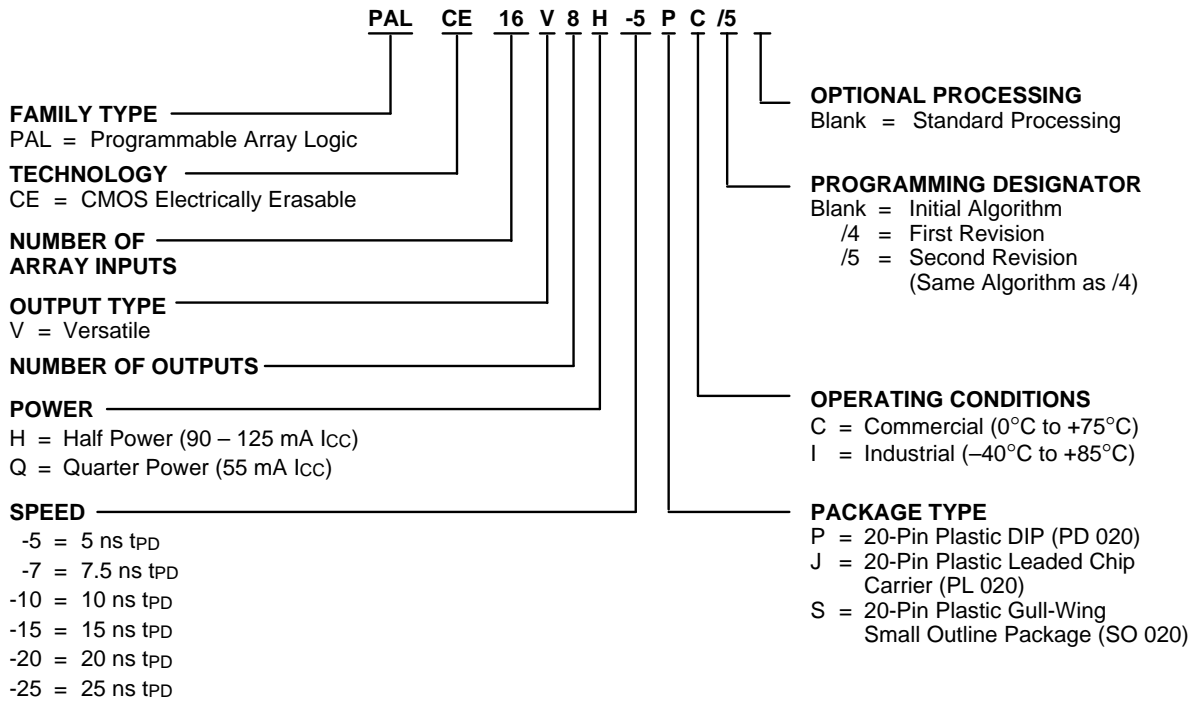 PAL CE 16 V 8 H -5 P C /5
FAMILY TYPE
PAL = Programmable Array Logic
TECHNOLOGY
CE = CMOS Electrically Erasable
NUMBER OF
ARRAY INPUTS
OUTPUT TYPE
V = Versatile
NUMBER OF OUTPUTS
POWER
H = Half Power (90 – 125 mA ICC)
Q = Quarter Power (55 mA ICC)
SPEED
-5 = 5 ns tPD
-7 = 7.5 ns tPD
-10 = 10 ns tPD
-15 = 15 ns tPD
-20 = 20 ns tPD
-25 = 25 ns tPD
OPTIONAL PROCESSING
Blank = Standard Processing
PROGRAMMING DESIGNATOR
Blank = Initial Algorithm
/4 = First Revision
/5 = Second Revision
(Same Algorithm as /4)
OPERATING CONDITIONS
C = Commercial (0°C to +75°C)
I = Industrial (–40°C to +85°C)
PACKAGE TYPE
P = 20-Pin Plastic DIP (PD 020)
J = 20-Pin Plastic Leaded Chip
Carrier (PL 020)
S = 20-Pin Plastic Gull-Wing
Small Outline Package (SO 020)